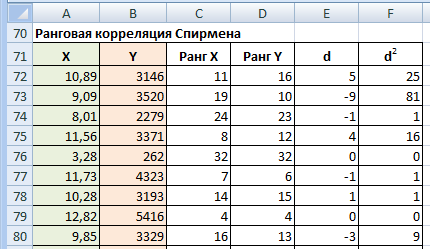 A B C D E F
70 Ранговая корреляция Спирмена
71 X Y Ранг X Ранг Y d d²
72 10,89 3146 11 16 5 25
73 9,09 3520 19 10 -9 81
74 8,01 2279 24 23 -1 1
75 11,56 3371 8 12 4 16
76 3,28 262 32 32 0 0
77 11,73 4323 7 6 -1 1
78 10,28 3193 14 15 1 1
79 12,82 5416 4 4 0 0
80 9,85 3329 16 13 -3 9